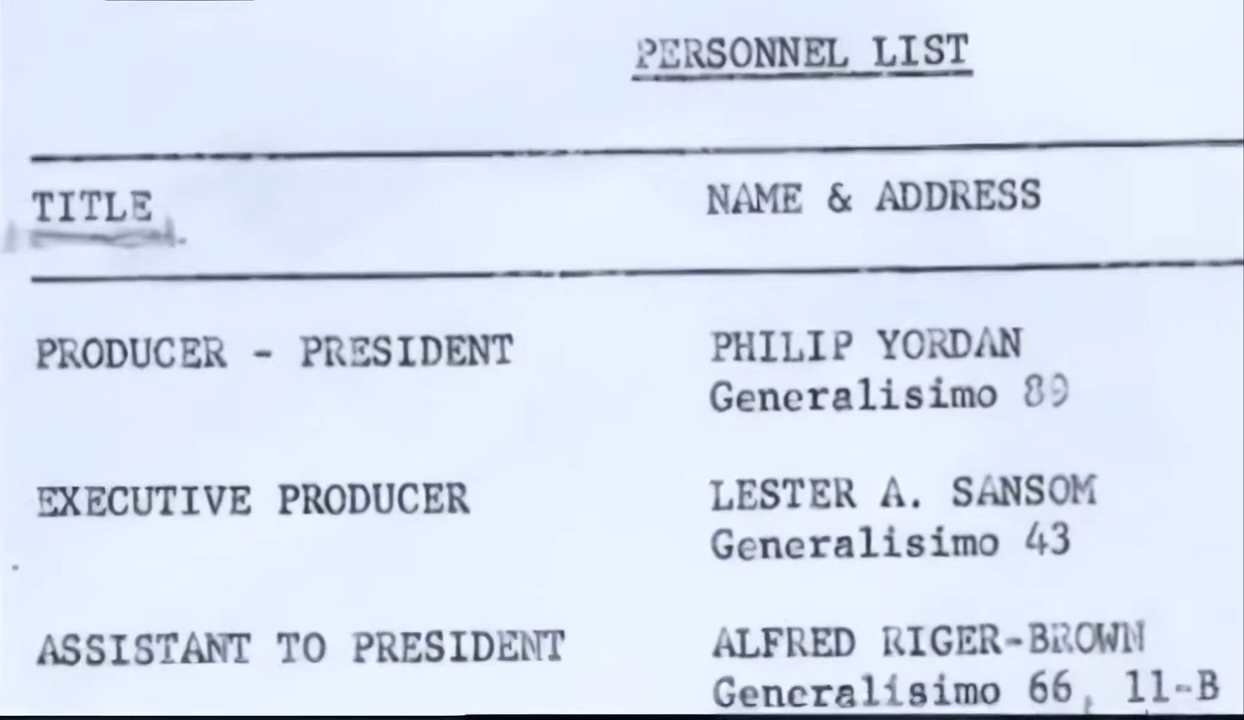 PERSONNEL LIST
TITLE
NAME & ADDRESS
PRODUCER - PRESIDENT
PHILIP YORDAN
Generalisimo 89
EXECUTIVE PRODUCER
LESTER A. SANSOM
Generalisimo 43
ASSISTANT TO PRESIDENT
ALFRED RIGER-BROWN
Generalisimo 66, 11-B